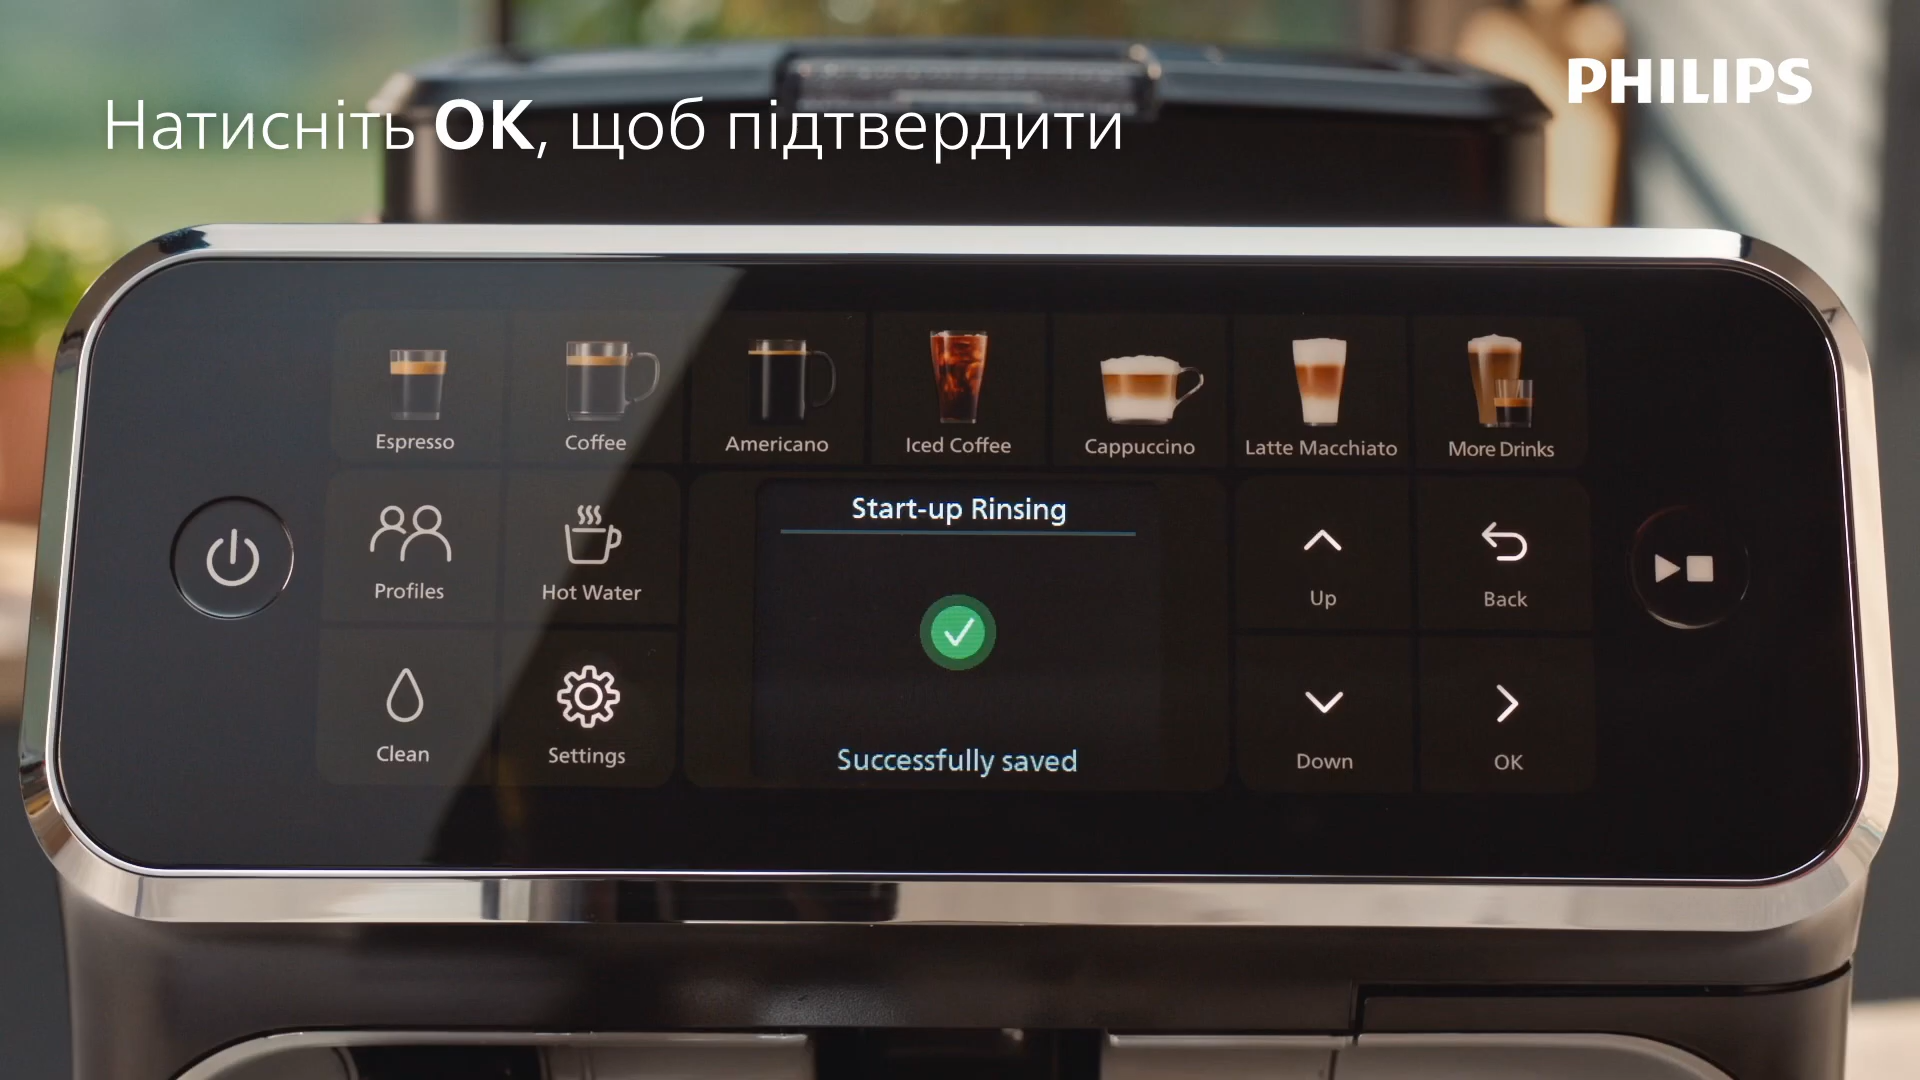 PHILIPS
Натисніть OK, щоб підтвердити
Espresso
Coffee
Americano
Iced Coffee
Cappuccino
Latte Macchiato
More Drinks
Start-up Rinsing
Profiles
Hot Water
Up
Back
Clean
Settings
Successfully saved
Down
OK